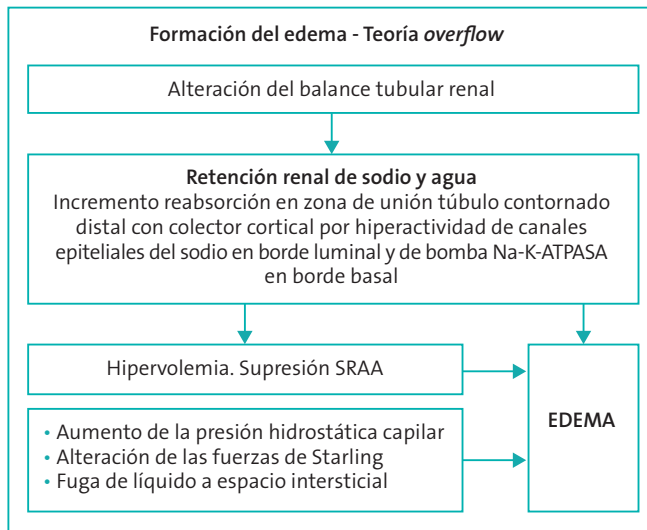 Formación del edema - Teoría overflow
Alteración del balance tubular renal
Retención renal de sodio y agua
Incremento reabsorción en zona de unión túbulo contornado
distal con colector cortical por hiperactividad de canales
epiteliales del sodio en borde luminal y de bomba Na-K-ATPASA
en borde basal
Hipervolemia. Supresión SRAA
• Aumento de la presión hidrostática capilar
• Alteración de las fuerzas de Starling
• Fuga de líquido a espacio intersticial
EDEMA